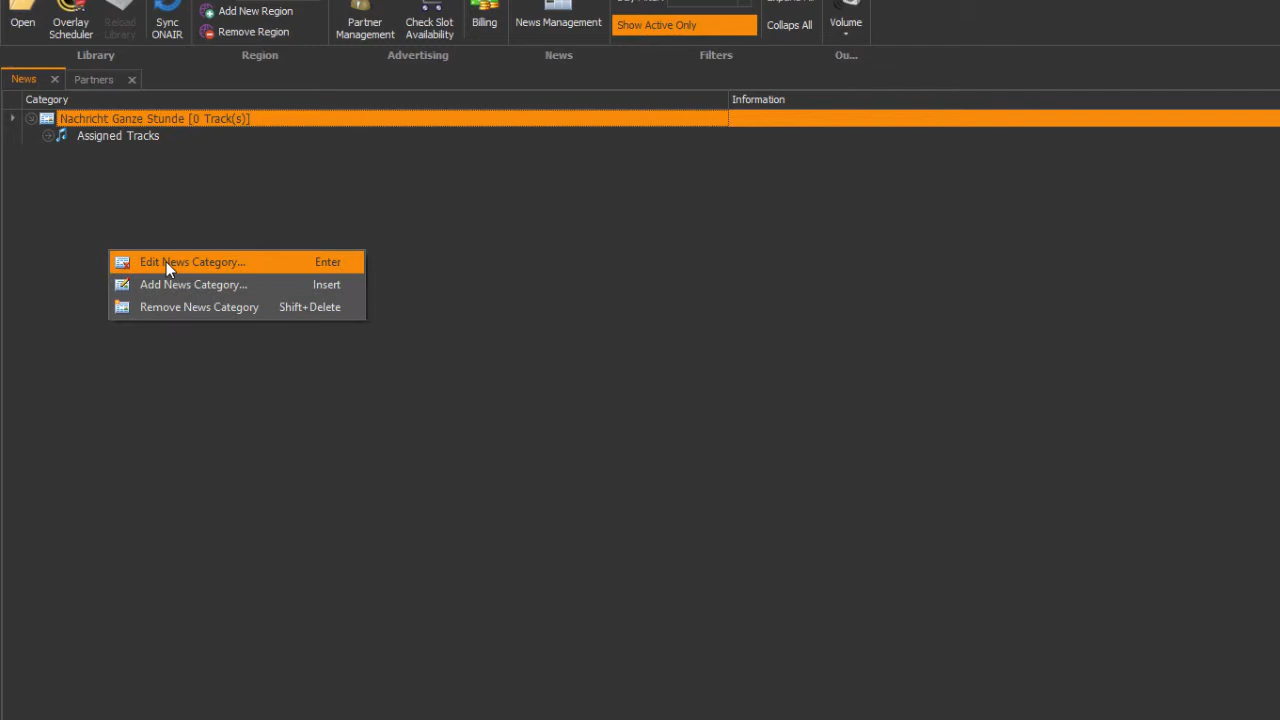 Add New Region
Open
Overlay
Scheduler
Reload
Library
Sync
ONAIR
Remove Region
Partner
Management
Check Slot
Availability
Billing
News Management
Show Active Only
Collaps All
Volume
Library
Region
Advertising
News
Filters
Ou...
News
Partners
Category
Information
Nachricht Ganze Stunde [0 Track(s)]
Assigned Tracks
Edit News Category... Enter
Add News Category... Insert
Remove News Category Shift+Delete